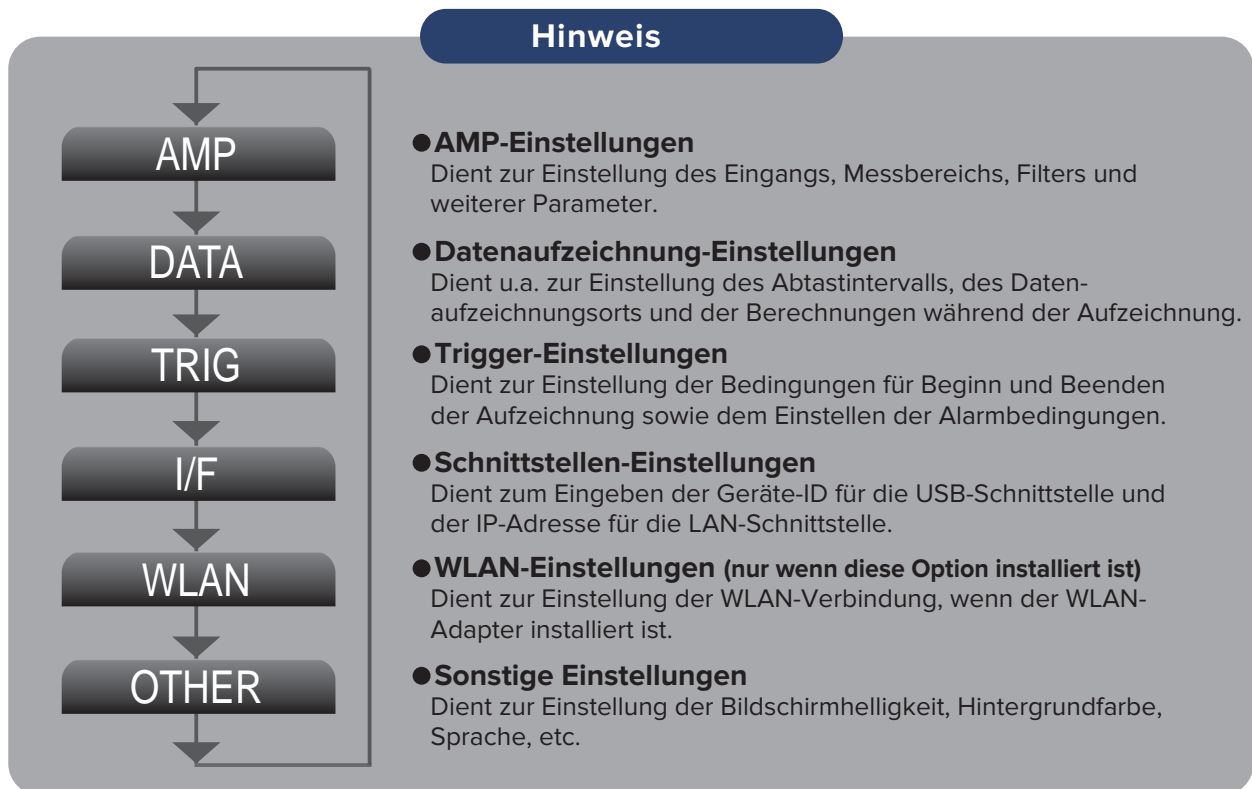 Hinweis
AMP
●AMP-Einstellungen
Dient zur Einstellung des Eingangs, Messbereichs, Filters und
weiterer Parameter.
DATA
●Datenaufzeichnung-Einstellungen
Dient u.a. zur Einstellung des Abtastintervalls, des Daten-
aufzeichnungsorts und der Berechnungen während der Aufzeichnung.
TRIG
●Trigger-Einstellungen
Dient zur Einstellung der Bedingungen für Beginn und Beenden
der Aufzeichnung sowie dem Einstellen der Alarmbedingungen.
I/F
●Schnittstellen-Einstellungen
Dient zum Eingeben der Geräte-ID für die USB-Schnittstelle und
der IP-Adresse für die LAN-Schnittstelle.
WLAN
●WLAN-Einstellungen (nur wenn diese Option installiert ist)
Dient zur Einstellung der WLAN-Verbindung, wenn der WLAN-
Adapter installiert ist.
OTHER
●Sonstige Einstellungen
Dient zur Einstellung der Bildschirmhelligkeit, Hintergrundfarbe,
Sprache, etc.